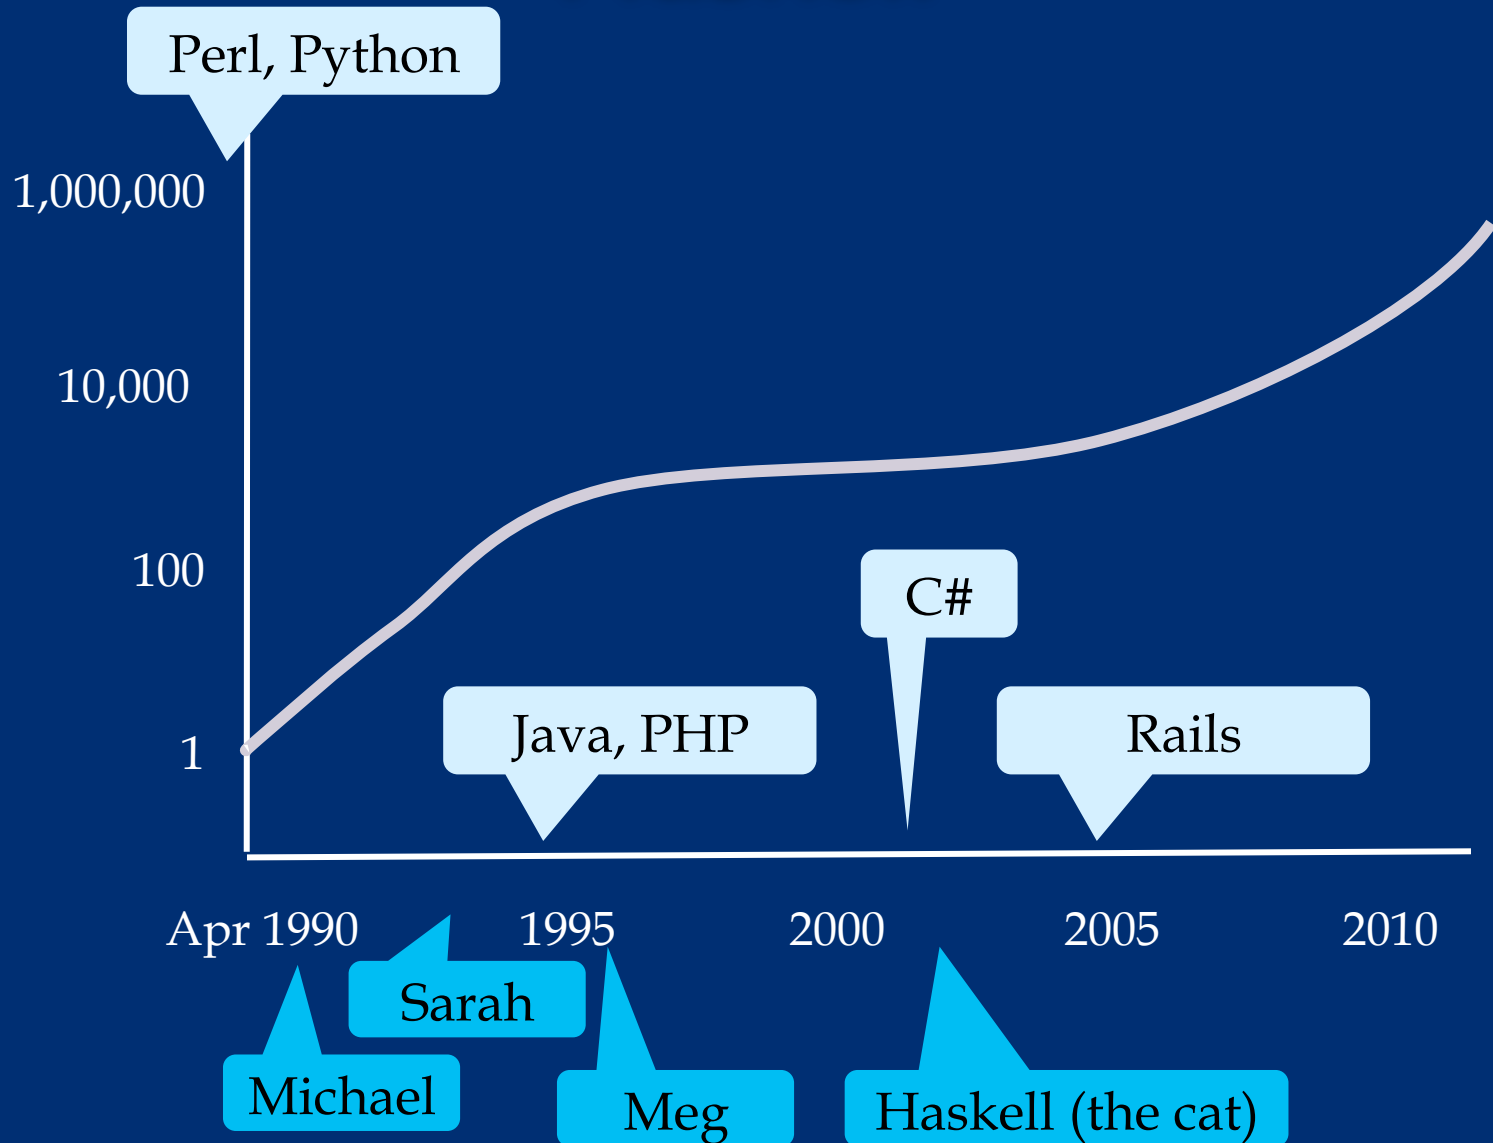 Perl, Python
1,000,000
10,000
100
1
C#
Java, PHP
Rails
Apr 1990
1995
2000
2005
2010
Sarah
Michael
Meg
Haskell (the cat)